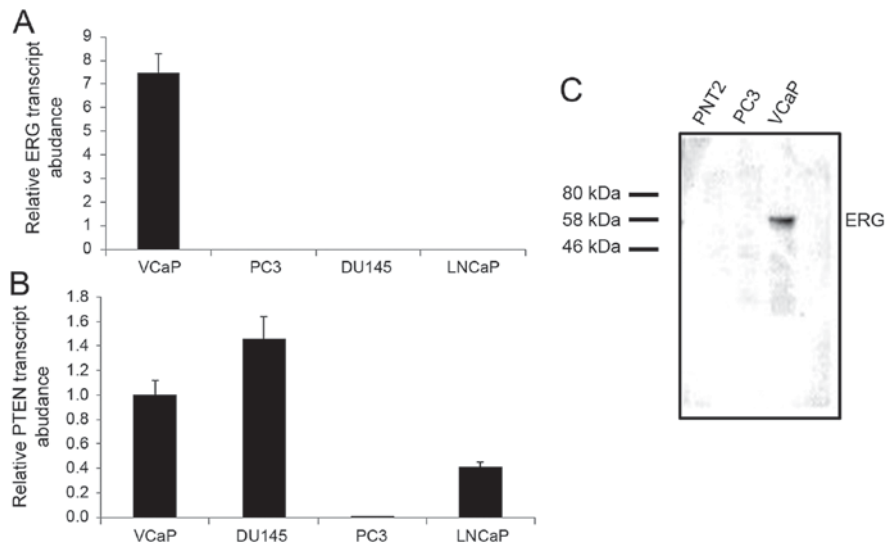 A
Relative ERG transcript
abudance
9
8
7
6
5
4
3
2
1
0
VCaP PC3 DU145 LNCaP
B
Relative PTEN transcript
abudance
1.8
1.6
1.4
1.2
1.0
0.8
0.6
0.4
0.2
0.0
VCaP DU145 PC3 LNCaP
C
PNT2 PC3 VCaP
80 kDa
58 kDa
46 kDa
ERG